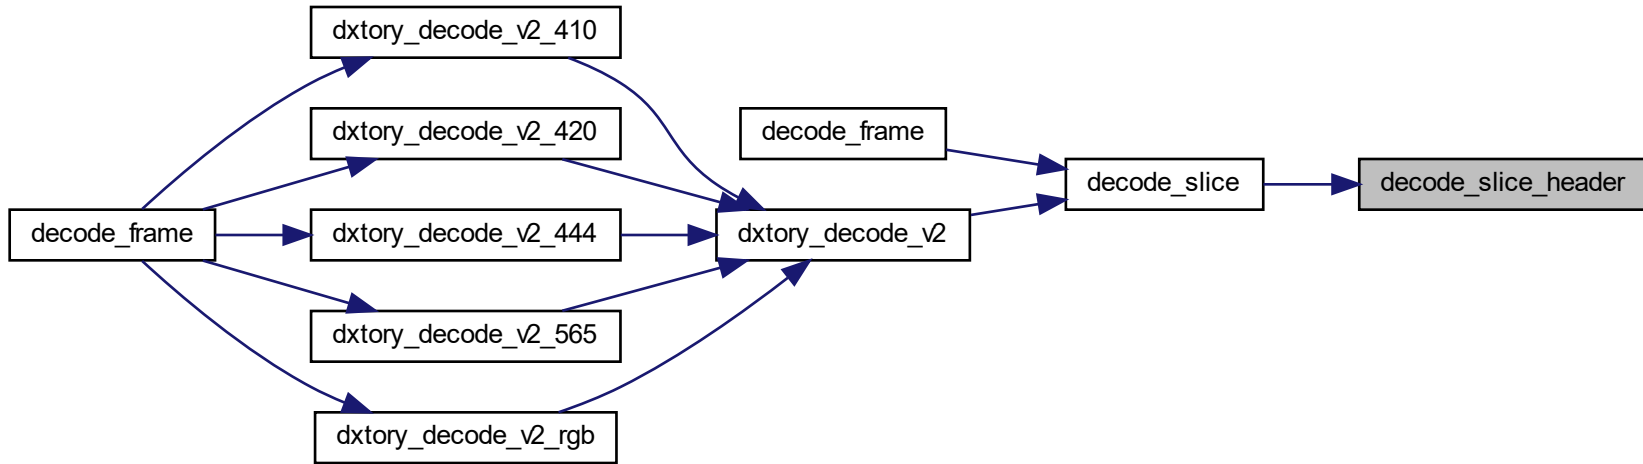 dxtory_decode_v2_410
dxtory_decode_v2_420
decode_frame
decode_slice
decode_slice_header
decode_frame
dxtory_decode_v2_444
dxtory_decode_v2
dxtory_decode_v2_565
dxtory_decode_v2_rgb